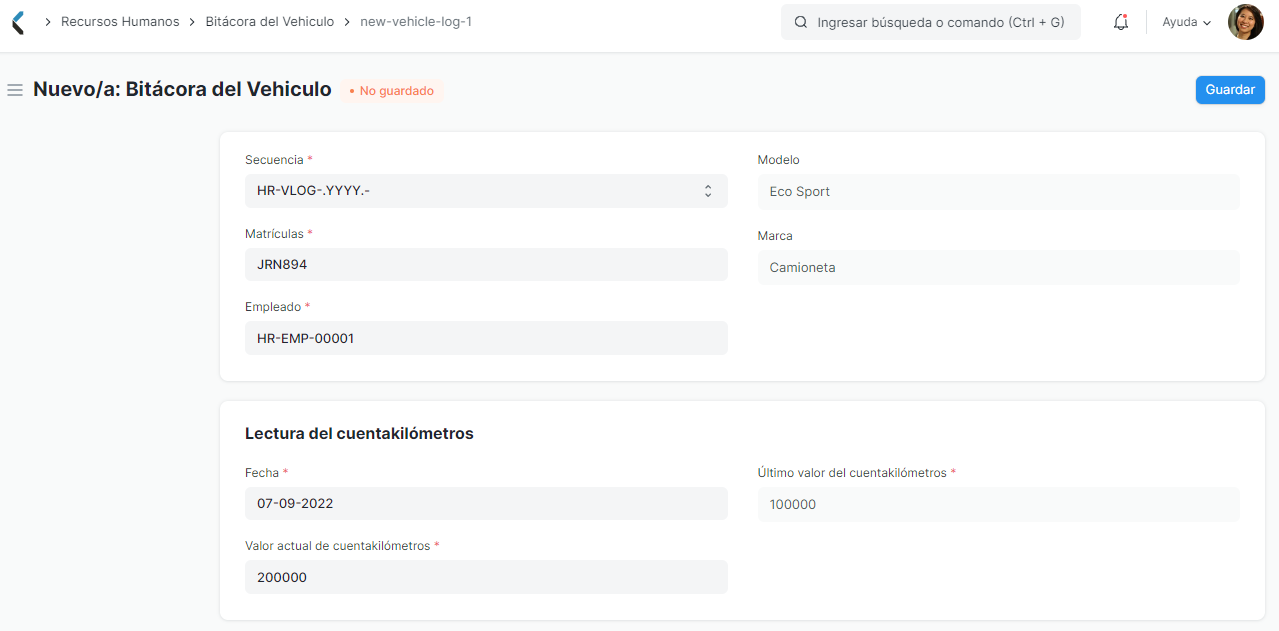 Recursos Humanos > Bitácora del Vehiculo > new-vehicle-log-1
Ingresar búsqueda o comando (Ctrl + G)
Ayuda
Nuevo/a: Bitácora del Vehiculo
• No guardado
Guardar
Secuencia *
HR-VLOG-.YYYY.-
Matrículas *
JRN894
Empleado *
HR-EMP-00001
Modelo
Eco Sport
Marca
Camioneta
Lectura del cuentakilómetros
Fecha *
07-09-2022
Valor actual de cuentakilómetros *
200000
Último valor del cuentakilómetros *
100000